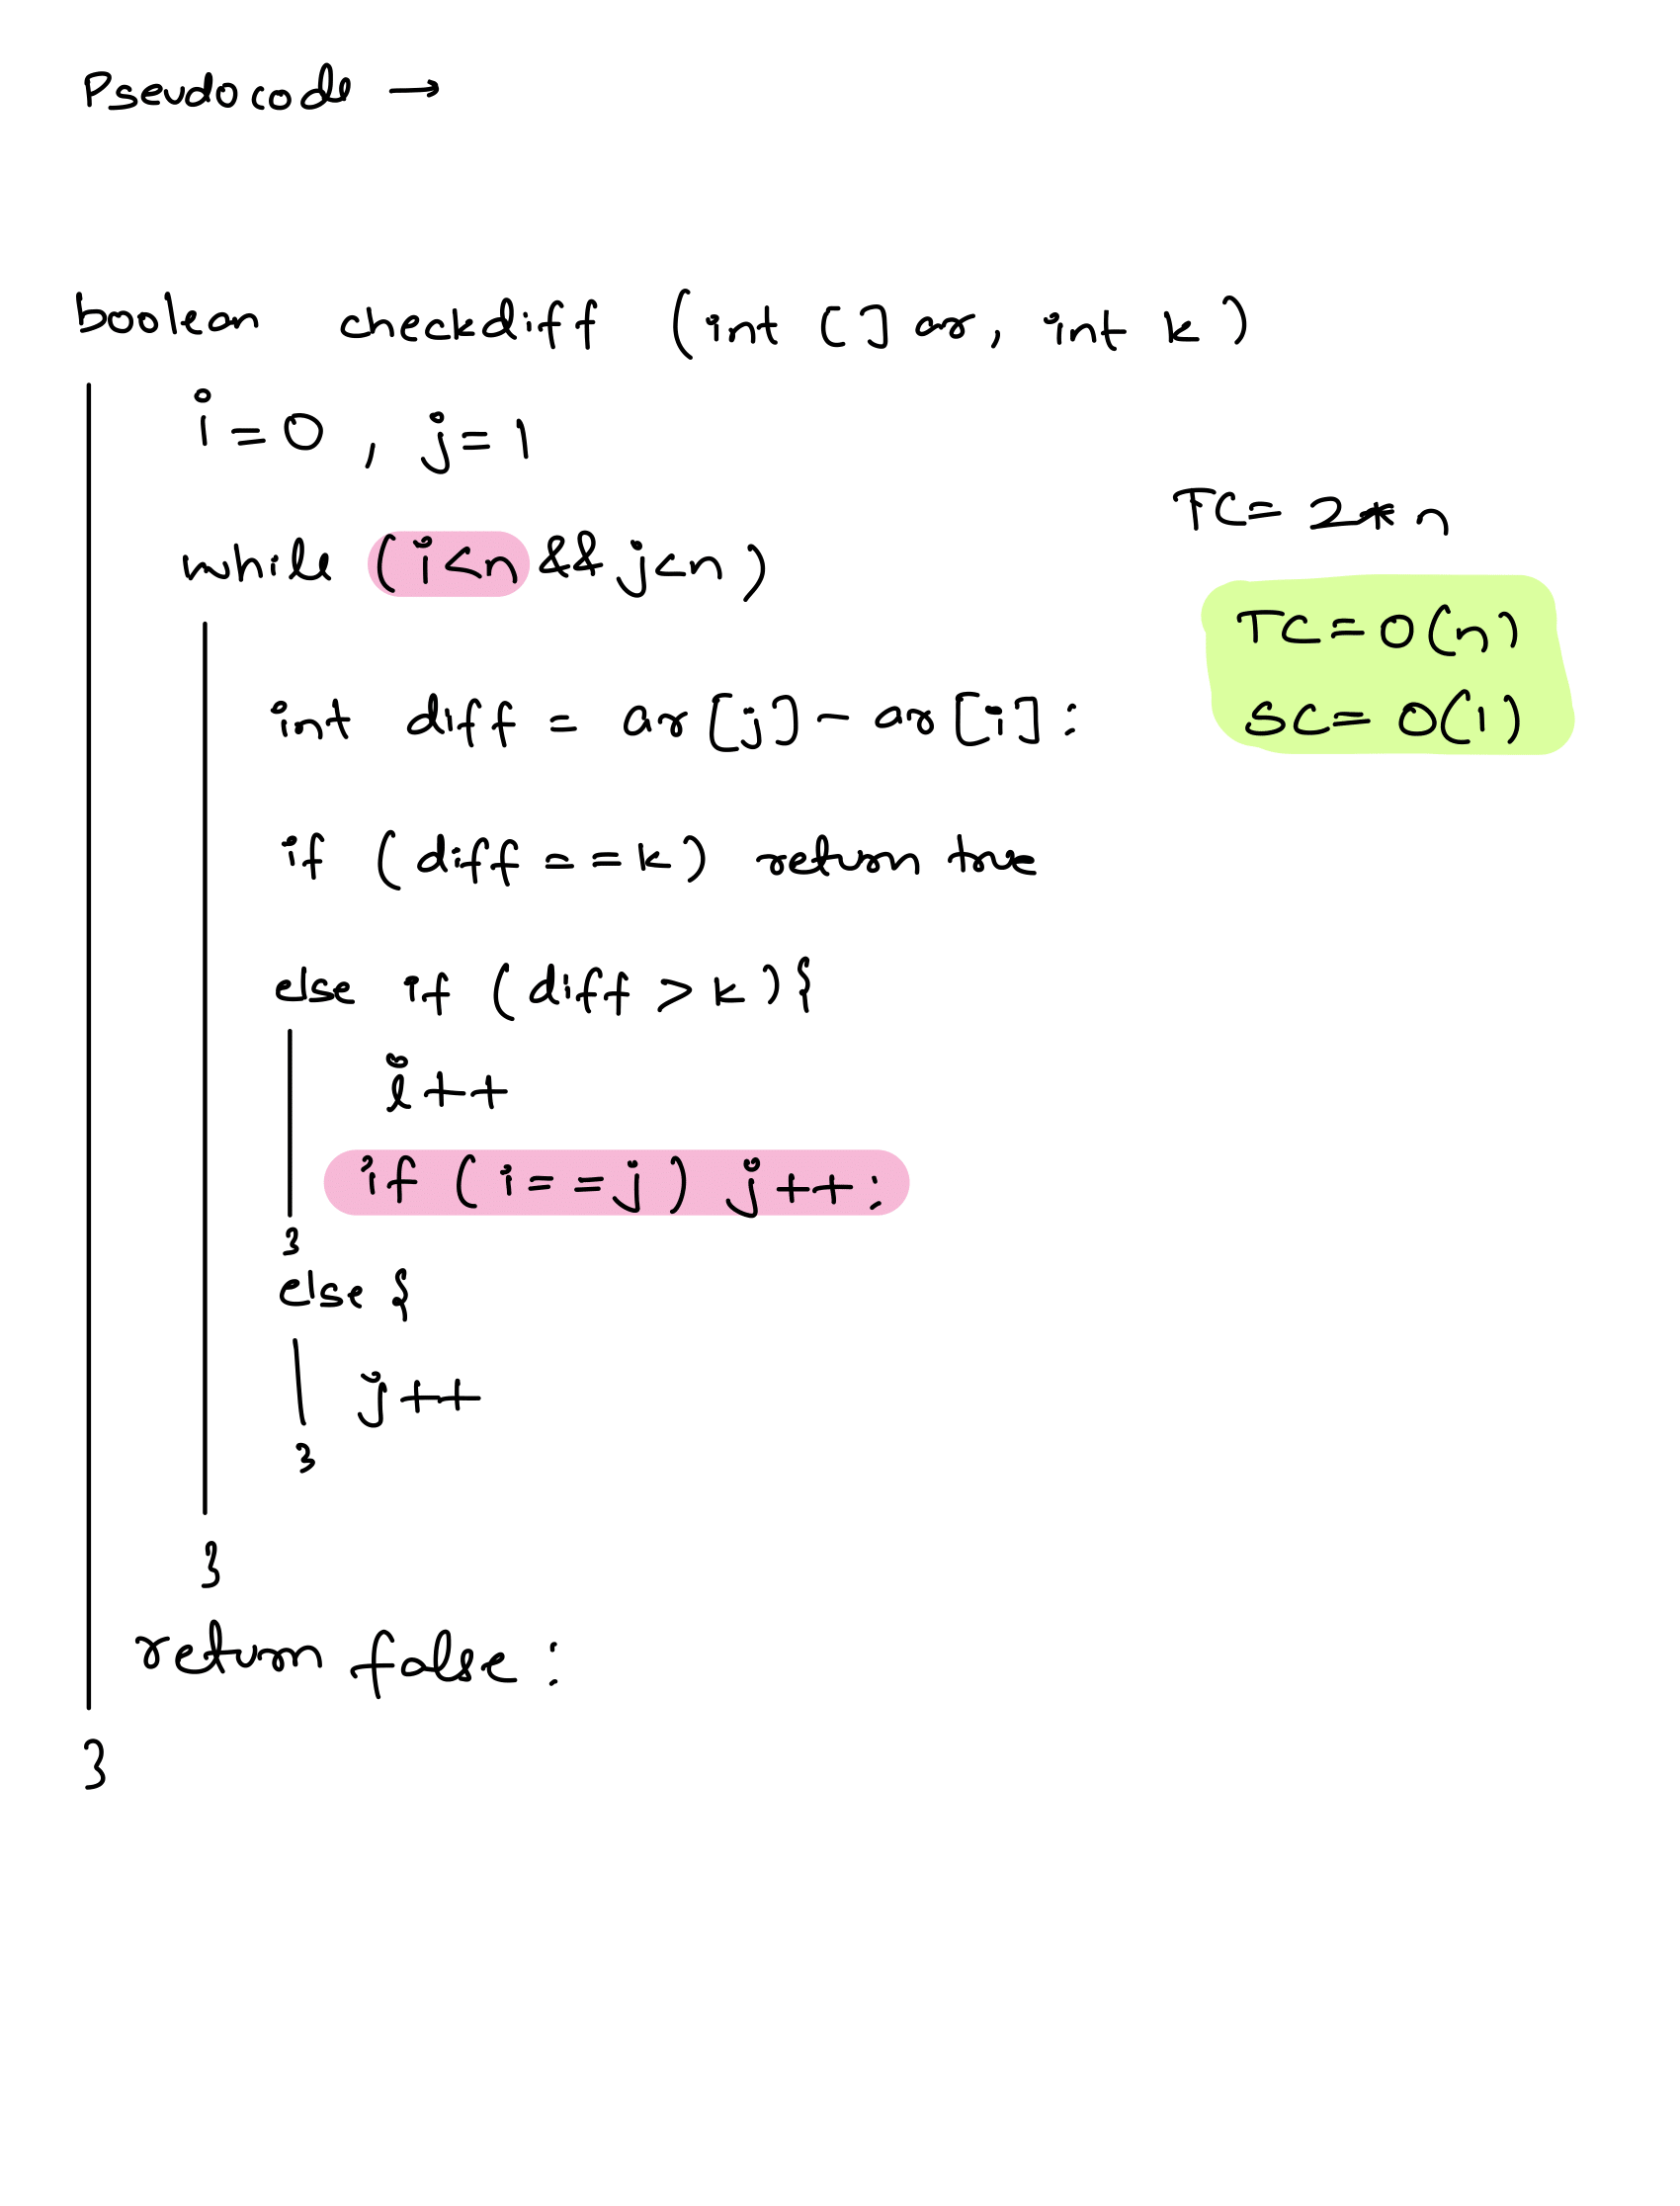 Pseudocode →
boolean checkdiff (int [] ar, int k)
i = 0 , j = 1
while (i<n && j<n)
TC = 2 * n
TC = O(n)
SC = O(1)
int diff = ar[j] - ar[i];
if (diff == k) return true
else if (diff > k){
i++
if (i==j) j++;
}
else {
j++
}
}
return false;
}